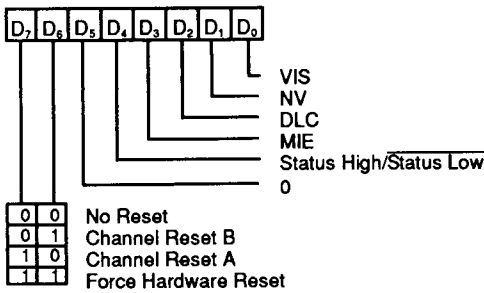 D7 D6 D5 D4 D3 D2 D1 D0
VIS
NV
DLC
MIE
Status High/Status Low
0
0 0 No Reset
0 1 Channel Reset B
1 0 Channel Reset A
1 1 Force Hardware Reset